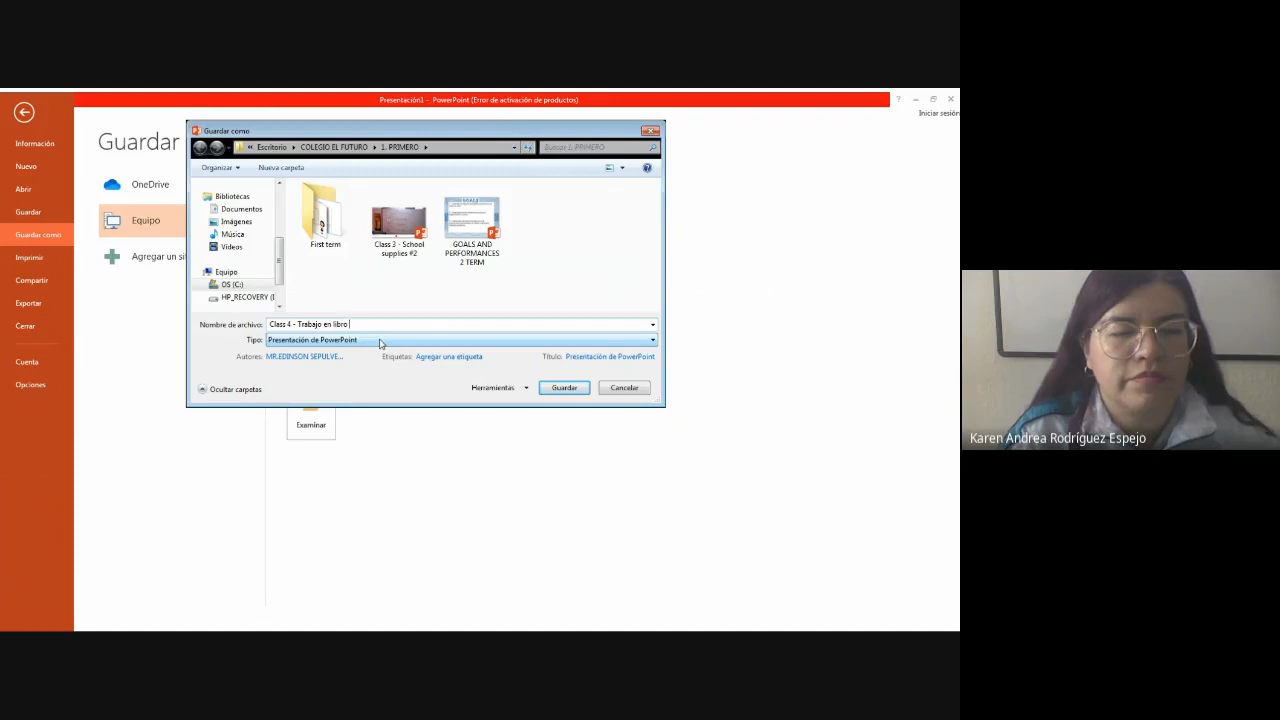 Presentación1 - PowerPoint (Error de activación de productos)
?
Iniciar sesión
Información
Nuevo
Abrir
Guardar
Guardar como
Imprimir
Compartir
Exportar
Cerrar
Cuenta
Opciones
Guardar
OneDrive
Equipo
Agregar un si
Guardar como
« Escritorio
COLEGIO EL FUTURO
1. PRIMERO
Buscar 1. PRIMERO
Organizar
Nueva carpeta
Bibliotecas
Documentos
Imágenes
Música
Vídeos
Equipo
OS (C:)
HP_RECOVERY (
First term
Class 3 - School
supplies #2
GOALS AND
PERFORMANCES
2 TERM
Nombre de archivo: Class 4 - Trabajo en libro
Tipo: Presentación de PowerPoint
Autores: MR.EDINSON SEPULVE...
Etiquetas: Agregar una etiqueta
Título: Presentación de PowerPoint
Ocultar carpetas
Herramientas
Guardar
Cancelar
Examinar
Karen Andrea Rodríguez Espejo